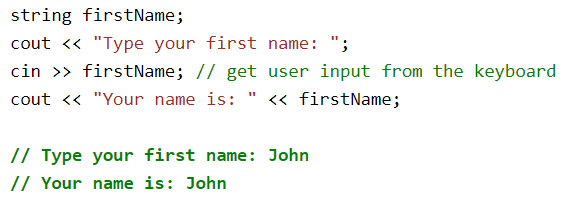 string firstName;
cout << "Type your first name: ";
cin >> firstName; // get user input from the keyboard
cout << "Your name is: " << firstName;
// Type your first name: John
// Your name is: John